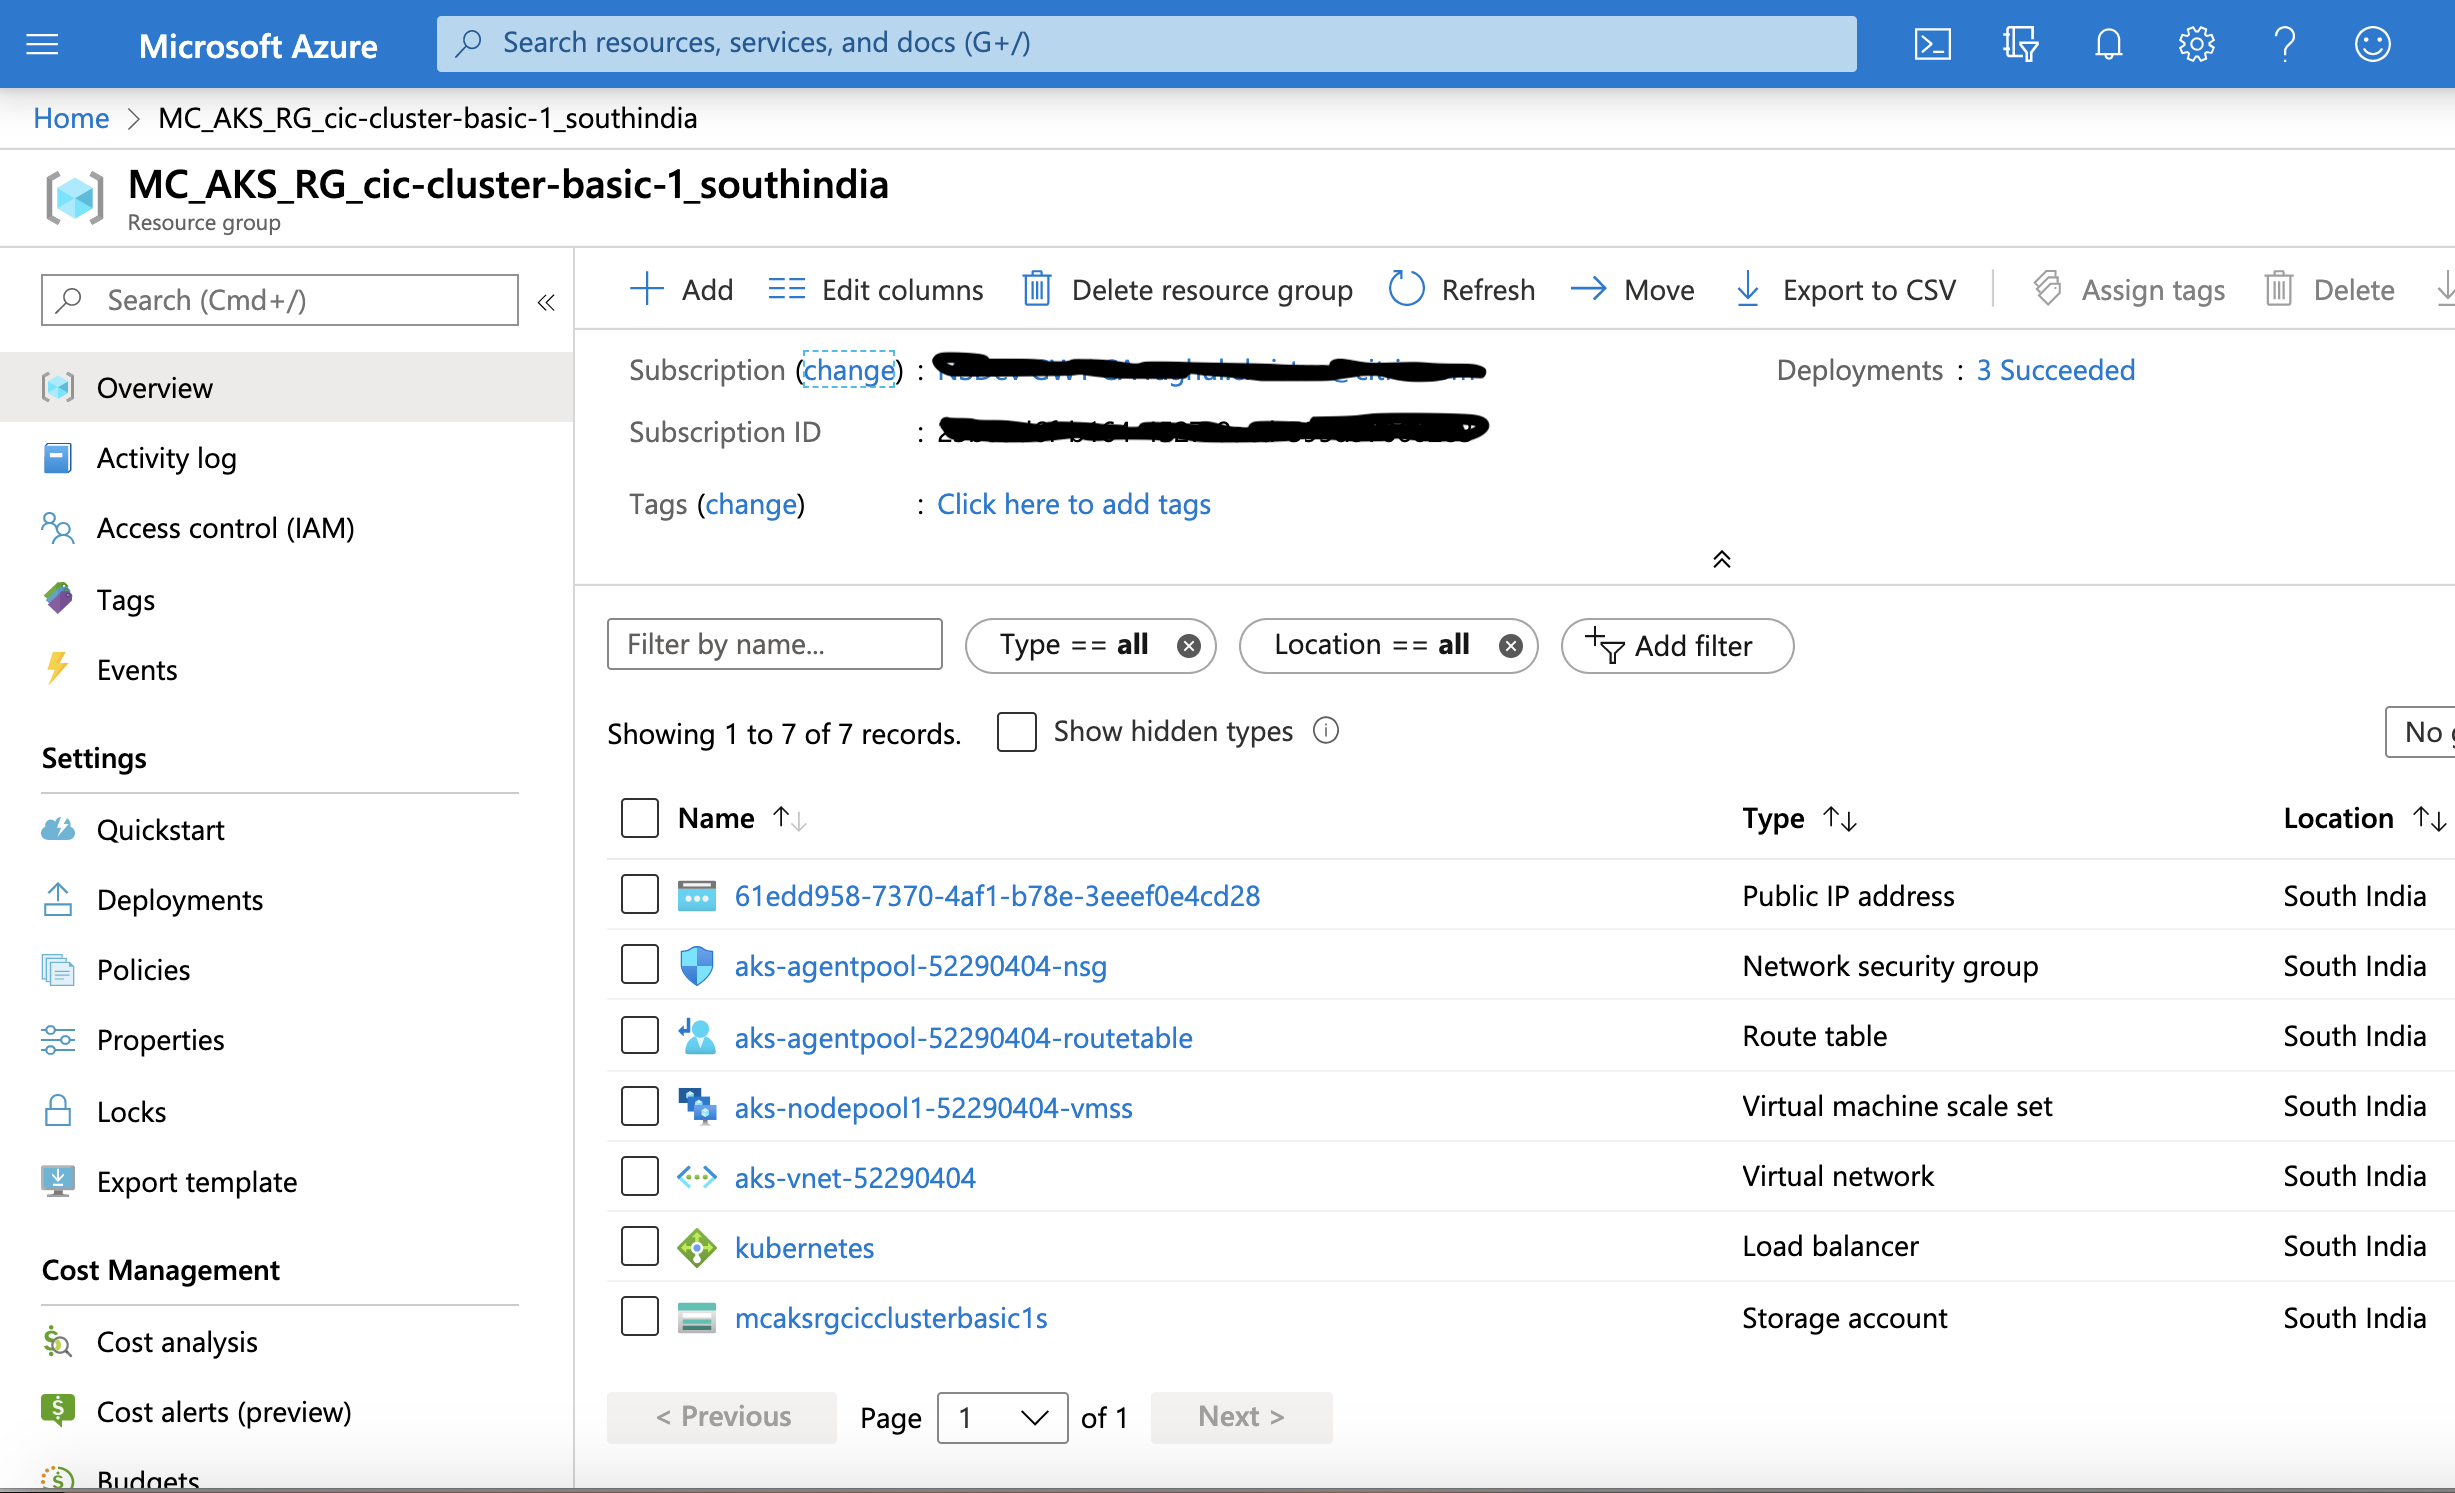 Microsoft Azure
Search resources, services, and docs (G+/)
Home > MC_AKS_RG_cic-cluster-basic-1_southindia
MC_AKS_RG_cic-cluster-basic-1_southindia
Resource group
Search (Cmd+/)
«
Overview
Activity log
Access control (IAM)
Tags
Events
Settings
Quickstart
Deployments
Policies
Properties
Locks
Export template
Cost Management
Cost analysis
Cost alerts (preview)
Budgets
Add Edit columns Delete resource group Refresh Move Export to CSV Assign tags Delete
Subscription (change) :
Deployments : 3 Succeeded
Subscription ID :
Tags (change) : Click here to add tags
Filter by name... Type == all Location == all Add filter
Showing 1 to 7 of 7 records. Show hidden types
No
Name Type Location
61edd958-7370-4af1-b78e-3eeef0e4cd28 Public IP address South India
aks-agentpool-52290404-nsg Network security group South India
aks-agentpool-52290404-routetable Route table South India
aks-nodepool1-52290404-vmss Virtual machine scale set South India
aks-vnet-52290404 Virtual network South India
kubernetes Load balancer South India
mcaksrgcicclusterbasic1s Storage account South India
< Previous Page 1 of 1 Next >